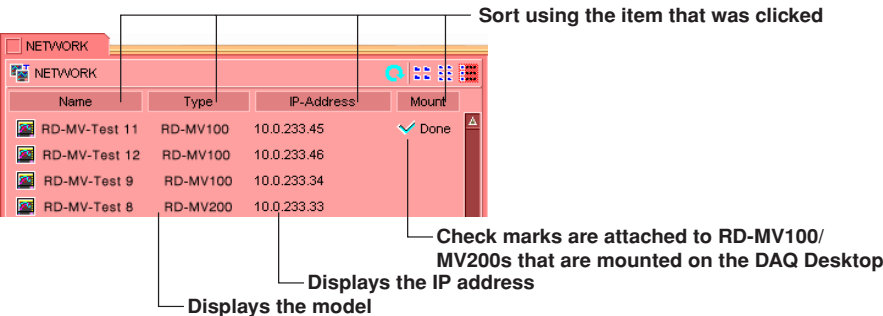 Sort using the item that was clicked
NETWORK
NETWORK
Name Type IP-Address Mount
RD-MV-Test 11 RD-MV100 10.0.233.45 Done
RD-MV-Test 12 RD-MV100 10.0.233.46
RD-MV-Test 9 RD-MV100 10.0.233.34
RD-MV-Test 8 RD-MV200 10.0.233.33
Check marks are attached to RD-MV100/
MV200s that are mounted on the DAQ Desktop
Displays the IP address
Displays the model